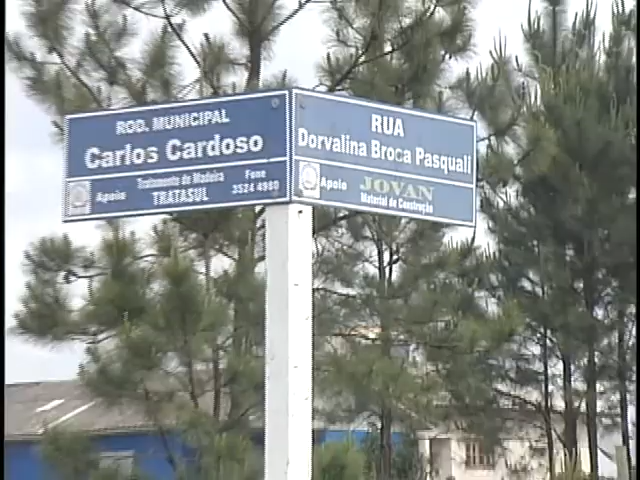 ROD. MUNICIPAL
Carlos Cardoso
Apoio
Tratamento de Madeira
TRATASUL
Fone
3524 4980
RUA
Dorvalina Broca Pasquali
Apoio
JOVAN
Material de Construção